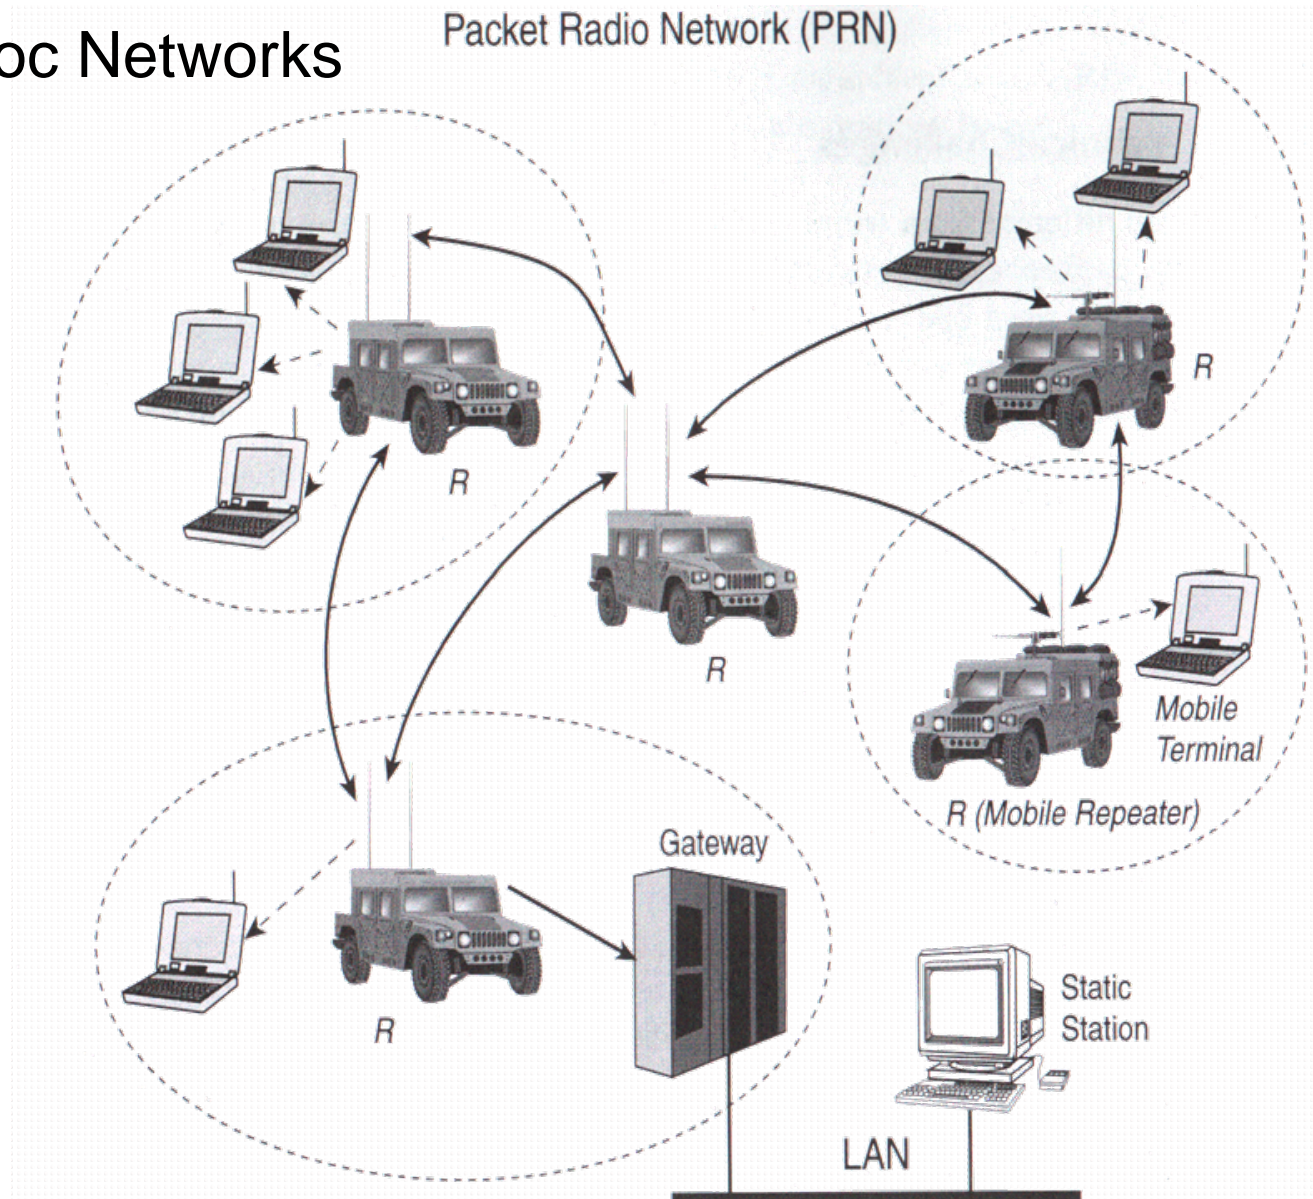 Packet Radio Network (PRN)
oc Networks
R
R
R
Mobile
Terminal
R (Mobile Repeater)
Gateway
R
Static
Station
LAN